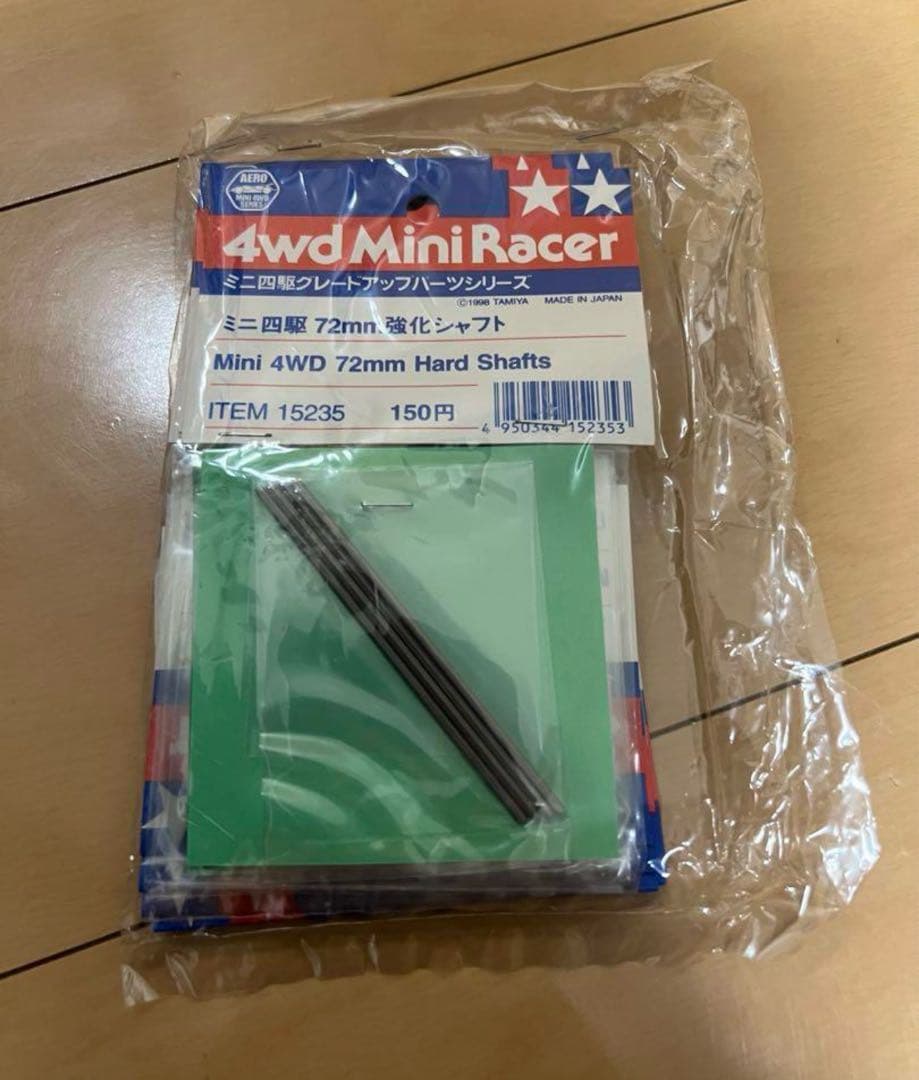 AERO
MINI 4WD
SERIES
4wd Mini Racer
ミニ四駆グレードアップパーツシリーズ
©1998 TAMIYA MADE IN JAPAN
ミニ四駆 72mm 強化シャフト
Mini 4WD 72mm Hard Shafts
ITEM 15235 150円
4 950344 152353